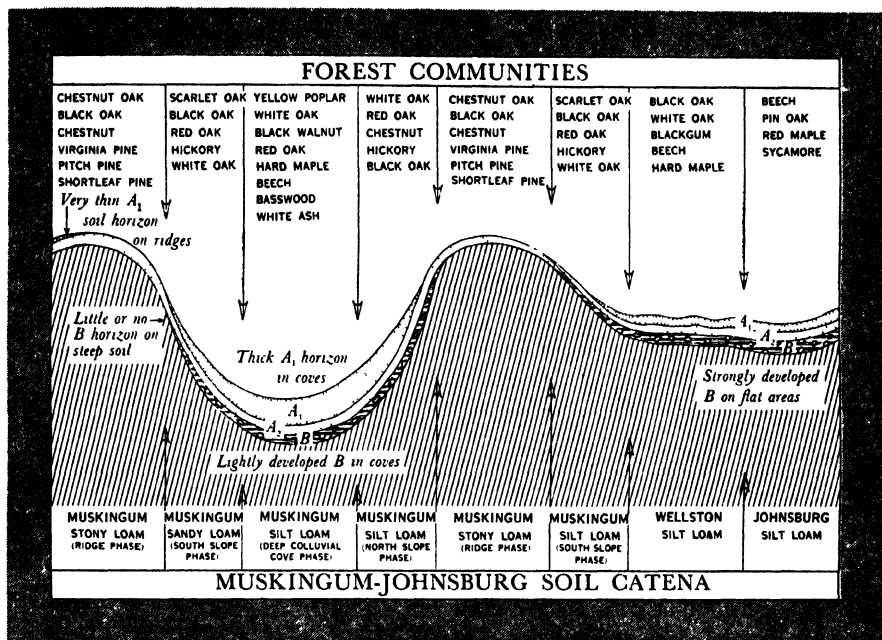 FOREST COMMUNITIES
CHESTNUT OAK
BLACK OAK
CHESTNUT
VIRGINIA PINE
PITCH PINE
SHORTLEAF PINE
SCARLET OAK
BLACK OAK
RED OAK
HICKORY
WHITE OAK
YELLOW POPLAR
WHITE OAK
BLACK WALNUT
RED OAK
HARD MAPLE
BEECH
BASSWOOD
WHITE ASH
WHITE OAK
RED OAK
CHESTNUT
HICKORY
BLACK OAK
CHESTNUT OAK
BLACK OAK
CHESTNUT
VIRGINIA PINE
PITCH PINE
SHORTLEAF PINE
SCARLET OAK
BLACK OAK
RED OAK
HICKORY
WHITE OAK
BLACK OAK
WHITE OAK
BLACKGUM
BEECH
HARD MAPLE
BEECH
PIN OAK
RED MAPLE
SYCAMORE
Very thin A1
soil horizon
on ridges
Little or no
B horizon on
steep soil
Thick A1 horizon
in coves
A1
A2
B
Lightly developed B in coves
A1
A2
B
Strongly developed
B on flat areas
MUSKINGUM
STONY LOAM
(RIDGE PHASE)
MUSKINGUM
SANDY LOAM
(SOUTH SLOPE
PHASE)
MUSKINGUM
SILT LOAM
(DEEP COLLUVIAL
COVE PHASE)
MUSKINGUM
SILT LOAM
(NORTH SLOPE
PHASE)
MUSKINGUM
STONY LOAM
(RIDGE PHASE)
MUSKINGUM
SILT LOAM
(SOUTH SLOPE
PHASE)
WELLSTON
SILT LOAM
JOHNSBURG
SILT LOAM
MUSKINGUM-JOHNSBURG SOIL CATENA